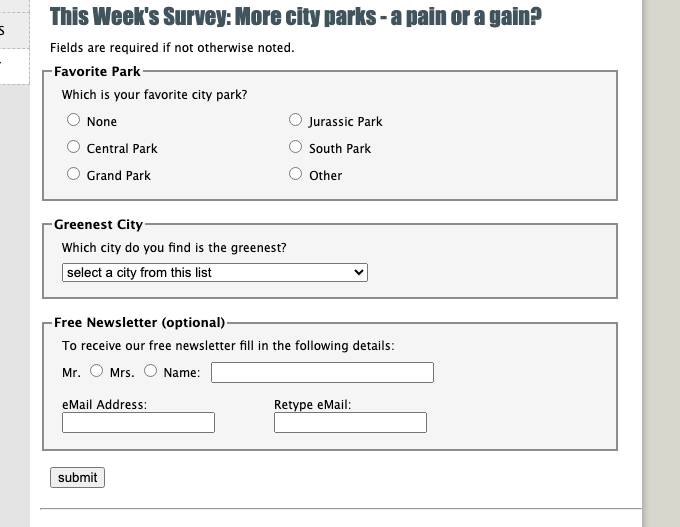 This Week's Survey: More city parks - a pain or a gain?
Fields are required if not otherwise noted.
Favorite Park
Which is your favorite city park?
None Jurassic Park
Central Park South Park
Grand Park Other
Greenest City
Which city do you find is the greenest?
select a city from this list
Free Newsletter (optional)
To receive our free newsletter fill in the following details:
Mr. Mrs. Name:
eMail Address: Retype eMail:
submit